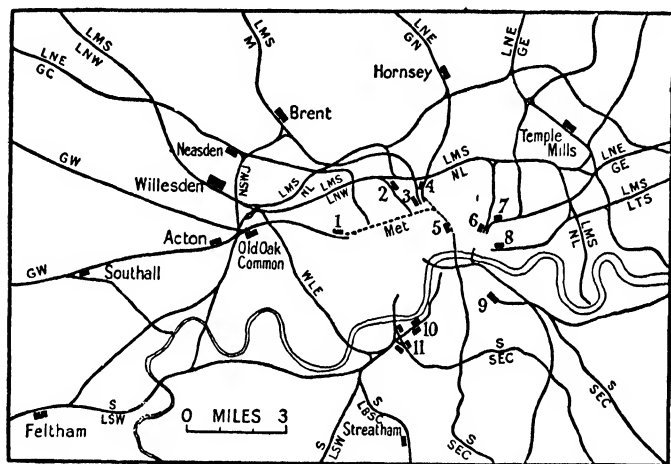 LNE
GC
LMS
LNW
LMS
M
LNE
GN
LNE
GE
Hornsey
Brent
Temple
Mills
Neasden
Willesden
GW
NSWJ
LMS
NL
LMS
LNW
LMS
NL
LNE
GE
LMS
LTS
LMS
NL
1
2
3
4
5
6
7
8
Met
Acton
Old Oak
Common
GW
Southall
WLE
9
10
11
S
SEC
S
SEC
S
LSW
Feltham
0 MILES 3
S
LSW
S
LBSC
Streatham
S
SEC